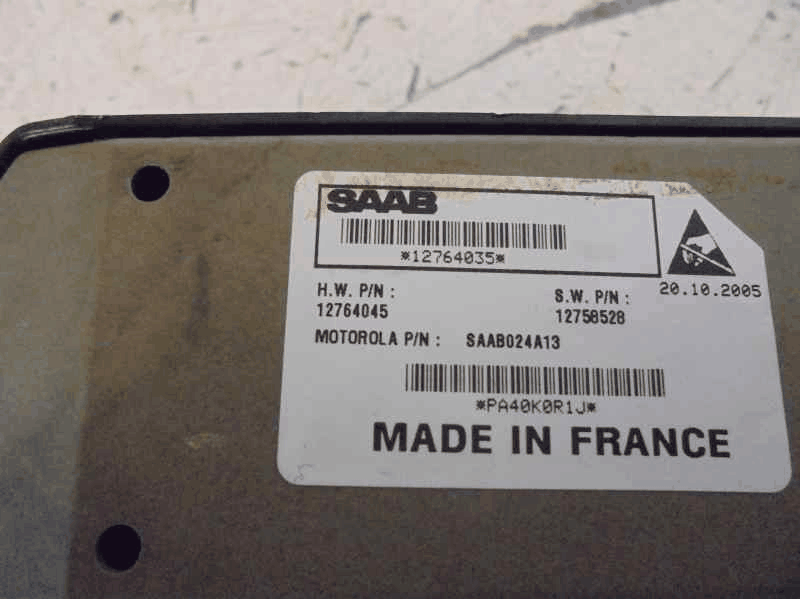 SAAB
*12764035*
20.10.2005
H.W. P/N :
12764045
S.W. P/N :
12758528
MOTOROLA P/N : SAAB024A13
*PA40K0R1J*
MADE IN FRANCE